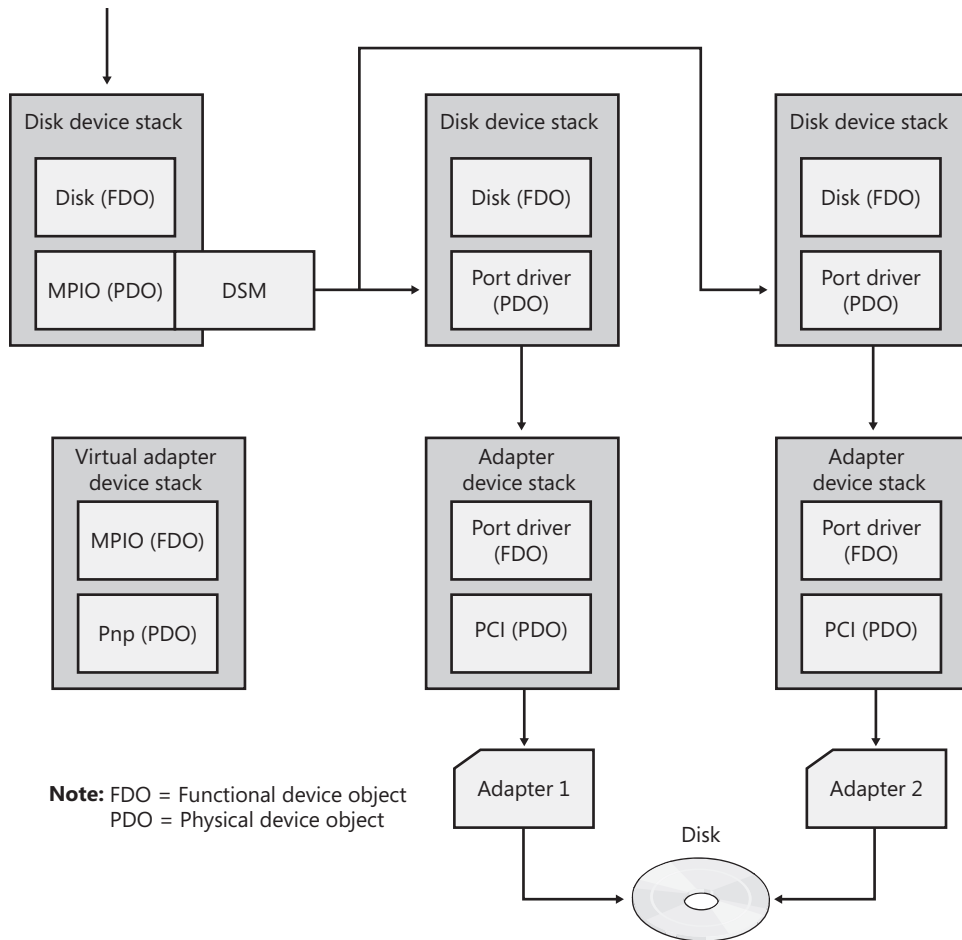 Disk device stack
Disk (FDO)
MPIO (PDO)
DSM
Disk device stack
Disk (FDO)
Port driver
(PDO)
Disk device stack
Disk (FDO)
Port driver
(PDO)
Virtual adapter
device stack
MPIO (FDO)
Pnp (PDO)
Adapter
device stack
Port driver
(FDO)
PCI (PDO)
Adapter
device stack
Port driver
(FDO)
PCI (PDO)
Adapter 1
Adapter 2
Note: FDO = Functional device object
PDO = Physical device object
Disk